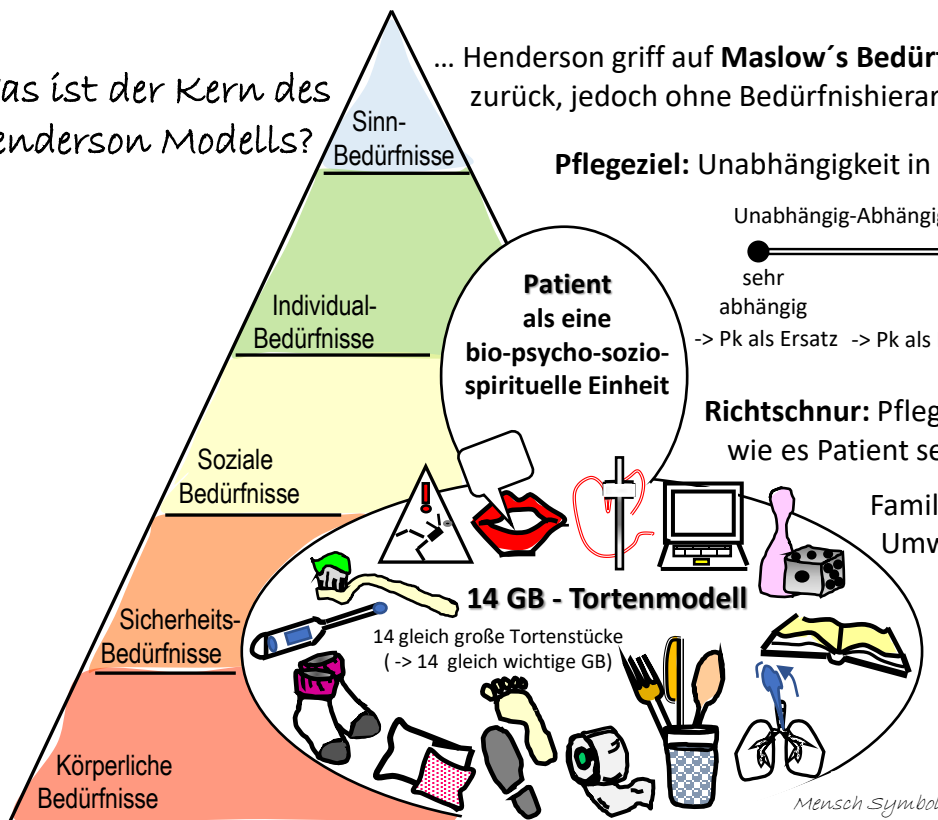 as ist der Kern des
enderson Modells?
... Henderson griff auf Maslow´s Bedürf
zurück, jedoch ohne Bedürfnishierar
Pflegeziel: Unabhängigkeit in
Unabhängig-Abhängig
sehr
abhängig
-> Pk als Ersatz -> Pk als
Richtschnur: Pfleg
wie es Patient se
Famil
Umw
Sinn-
Bedürfnisse
Individual-
Bedürfnisse
Soziale
Bedürfnisse
Sicherheits-
Bedürfnisse
Körperliche
Bedürfnisse
Patient
als eine
bio-psycho-sozio-
spirituelle Einheit
14 GB - Tortenmodell
14 gleich große Tortenstücke
( -> 14 gleich wichtige GB)
Mensch Symbol